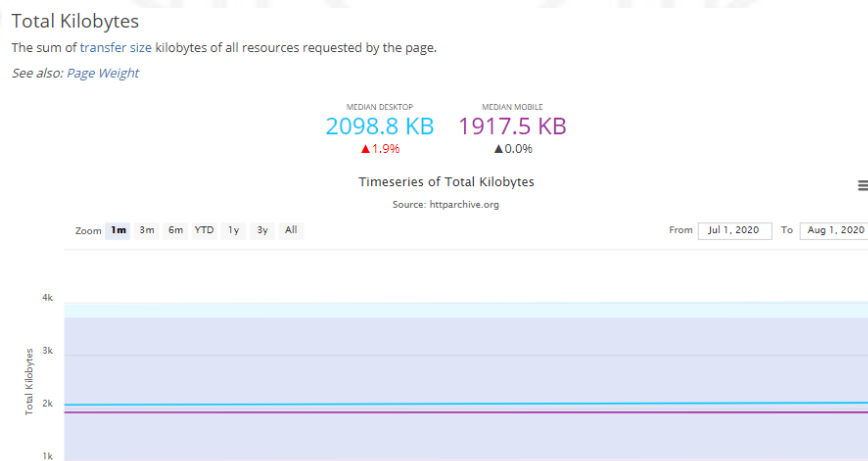 Total Kilobytes
The sum of transfer size kilobytes of all resources requested by the page.
See also: Page Weight
MEDIAN DESKTOP MEDIAN MOBILE
2098.8 KB 1917.5 KB
▲1.9% ▲0.0%
Timeseries of Total Kilobytes
Source: httparchive.org
Zoom 1m 3m 6m YTD 1y 3y All From Jul 1, 2020 To Aug 1, 2020
4k
3k
Total Kilobytes
2k
1k